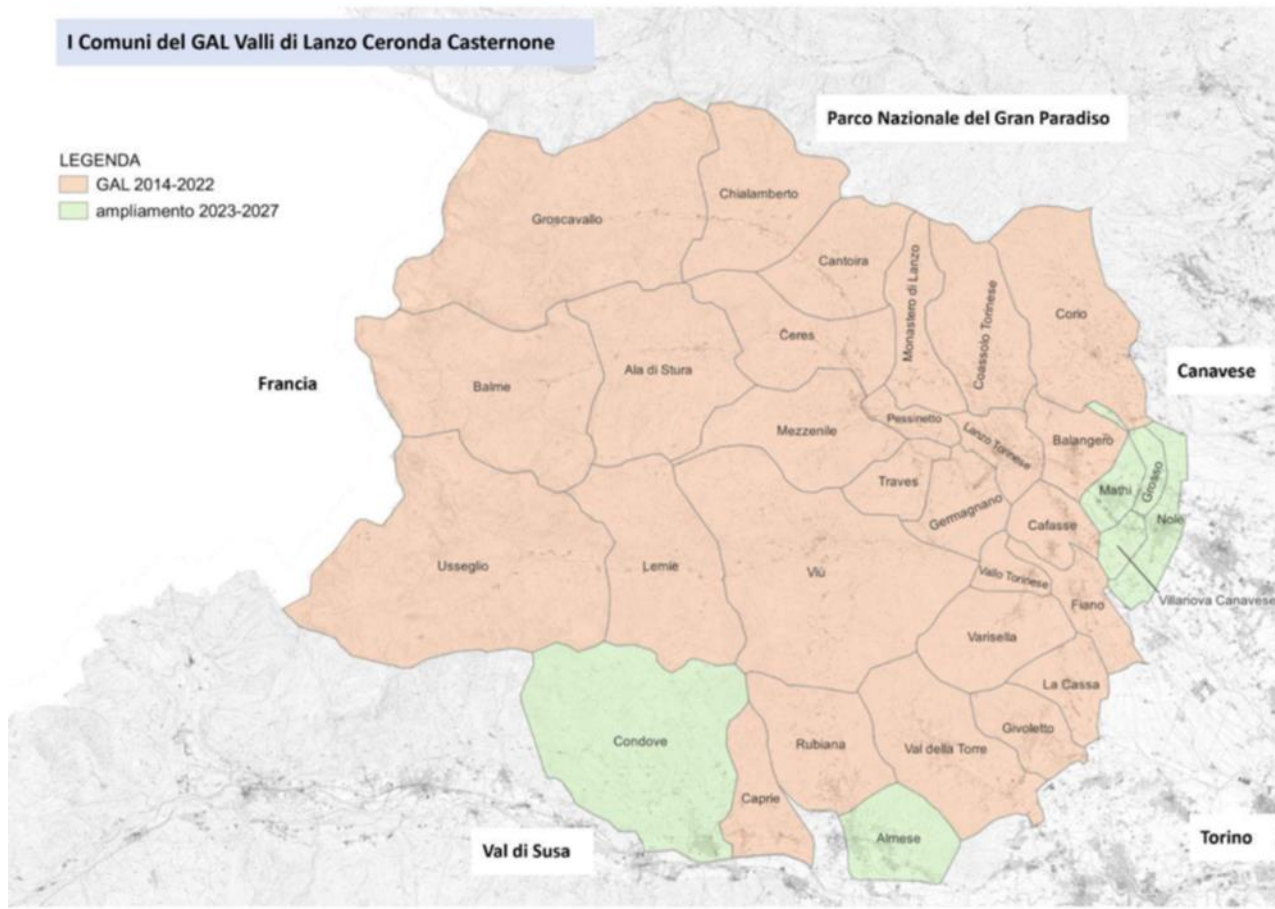 I Comuni del GAL Valli di Lanzo Ceronda Casternone
Parco Nazionale del Gran Paradiso
LEGENDA
GAL 2014-2022
ampliamento 2023-2027
Chialamberto
Groscavallo
Cantoira
Monastero di Lanzo
Coassolo Torinese
Corio
Ceres
Ala di Stura
Francia
Balme
Canavese
Pessinetto
Mezzenile
Lanzo Torinese
Balangero
Traves
Mathi
Grosso
Germagnano
Cafasse
Nole
Usseglio
Lemie
Viù
Vallo Torinese
Villanova Canavese
Fiano
Varisella
La Cassa
Givoletto
Condove
Rubiana
Val della Torre
Caprie
Almese
Val di Susa
Torino